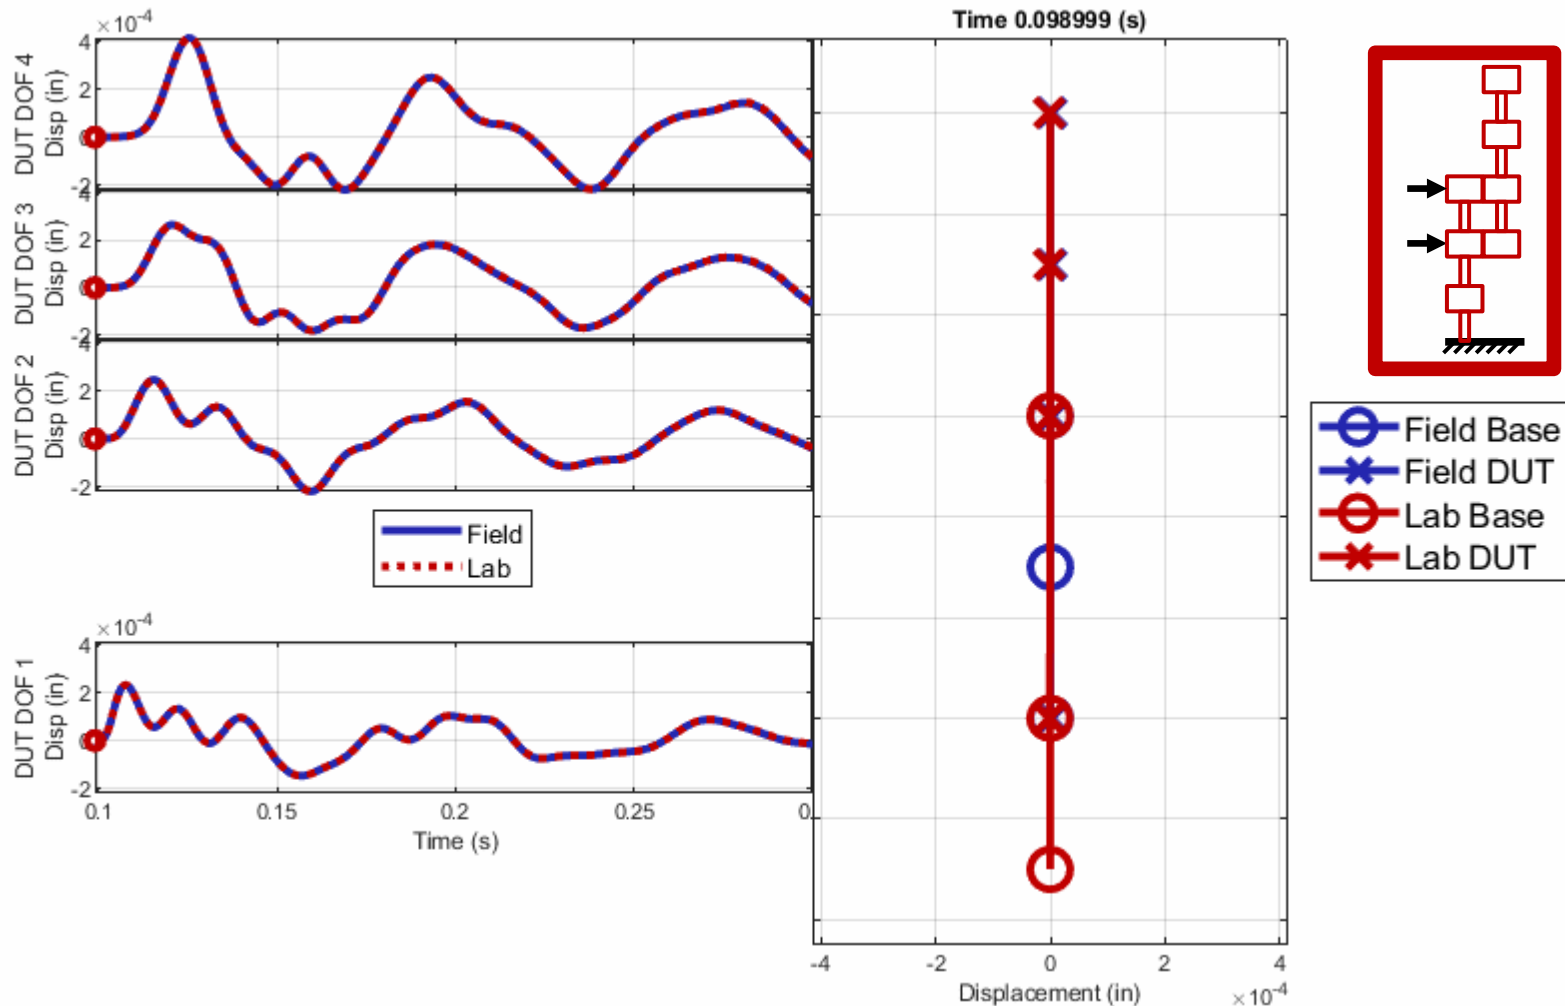 ×10⁻⁴
DUT DOF 4
Disp (in)
4
2
0
-2
DUT DOF 3
Disp (in)
4
2
0
-2
DUT DOF 2
Disp (in)
4
2
0
-2
Field
Lab
×10⁻⁴
DUT DOF 1
Disp (in)
4
2
0
-2
0.1 0.15 0.2 0.25 0.
Time (s)
Time 0.098999 (s)
-4 -2 0 2 4
Displacement (in) ×10⁻⁴
Field Base
Field DUT
Lab Base
Lab DUT